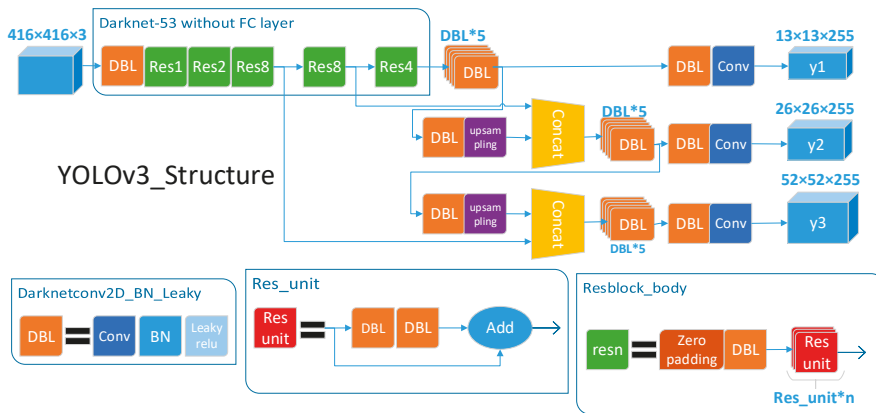 Darknet-53 without FC layer
416×416×3
DBL
Res1
Res2
Res8
Res8
Res4
DBL*5
DBL
DBL
Conv
13×13×255
y1
DBL
upsam
pling
Concat
DBL*5
DBL
DBL
Conv
26×26×255
y2
YOLOv3_Structure
DBL
upsam
pling
Concat
DBL
DBL*5
DBL
Conv
52×52×255
y3
Darknetconv2D_BN_Leaky
DBL
=
Conv
BN
Leaky
relu
Res_unit
Res
unit
=
DBL
DBL
Add
Resblock_body
resn
=
Zero
padding
DBL
Res
unit
Res_unit*n